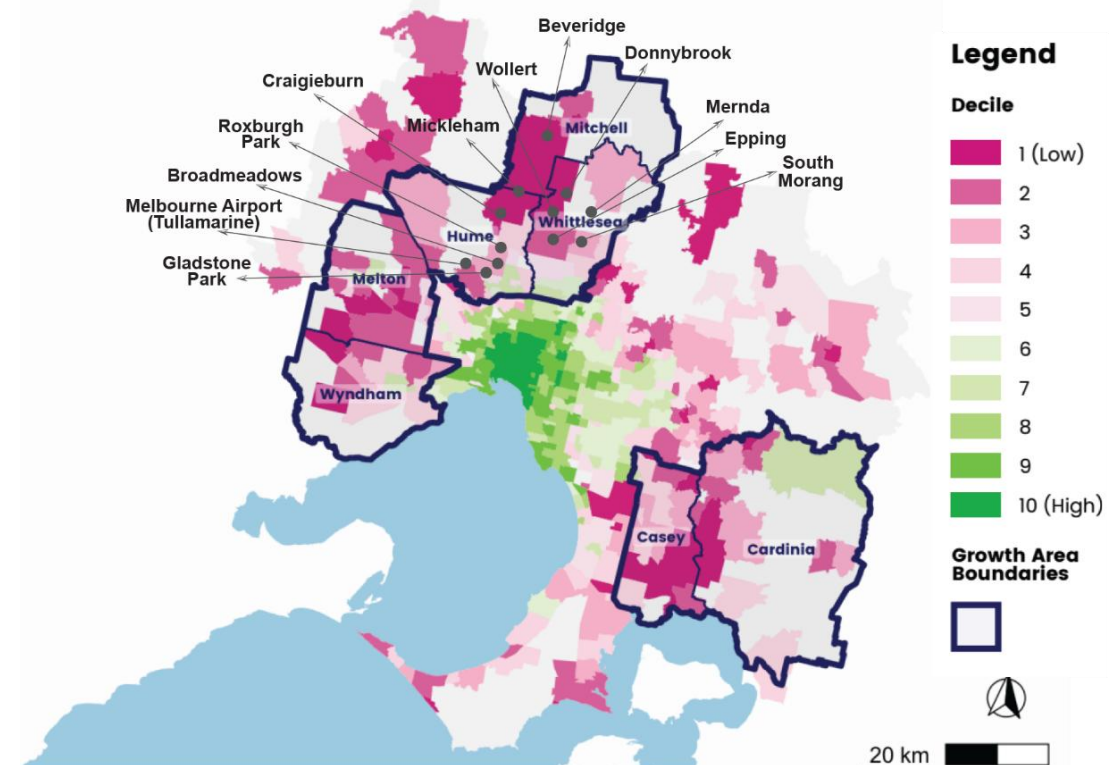 Beveridge
Donnybrook
Wollert
Craigieburn
Mernda
Mickleham
Mitchell
Roxburgh
Park
Epping
South
Morang
Broadmeadows
Melbourne Airport
(Tullamarine)
Whittlesea
Hume
Gladstone
Park
Melton
Wyndham
Casey
Cardinia
Legend
Decile
1 (Low)
2
3
4
5
6
7
8
9
10 (High)
Growth Area
Boundaries
20 km